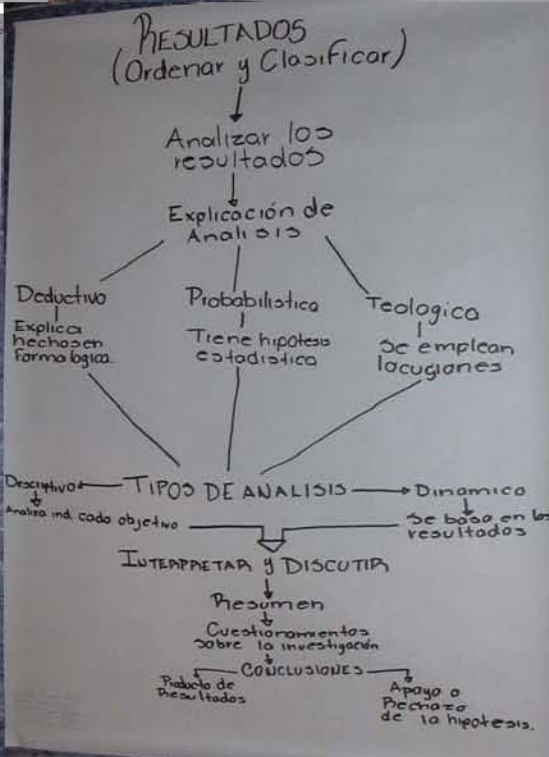 RESULTADOS
(Ordenar y Clasificar)
Analizar los
resultados
Explicación de
Analisis
Deductivo
Explica
hechos en
forma logica.
Probabilistica
Tiene hipotesis
estadistica
Teologica
Se emplean
locugiones
Descriptivo
TIPOS DE ANALISIS
Dinamico
Analiza ind. cada objetivo
Se basa en los
resultados
INTERPRETAR y DISCUTIR
Resumen
Cuestionamientos
sobre la investigación
CONCLUSIONES
Producto de
Resultados
Apoyo o
Rechazo
de la hipotesis.